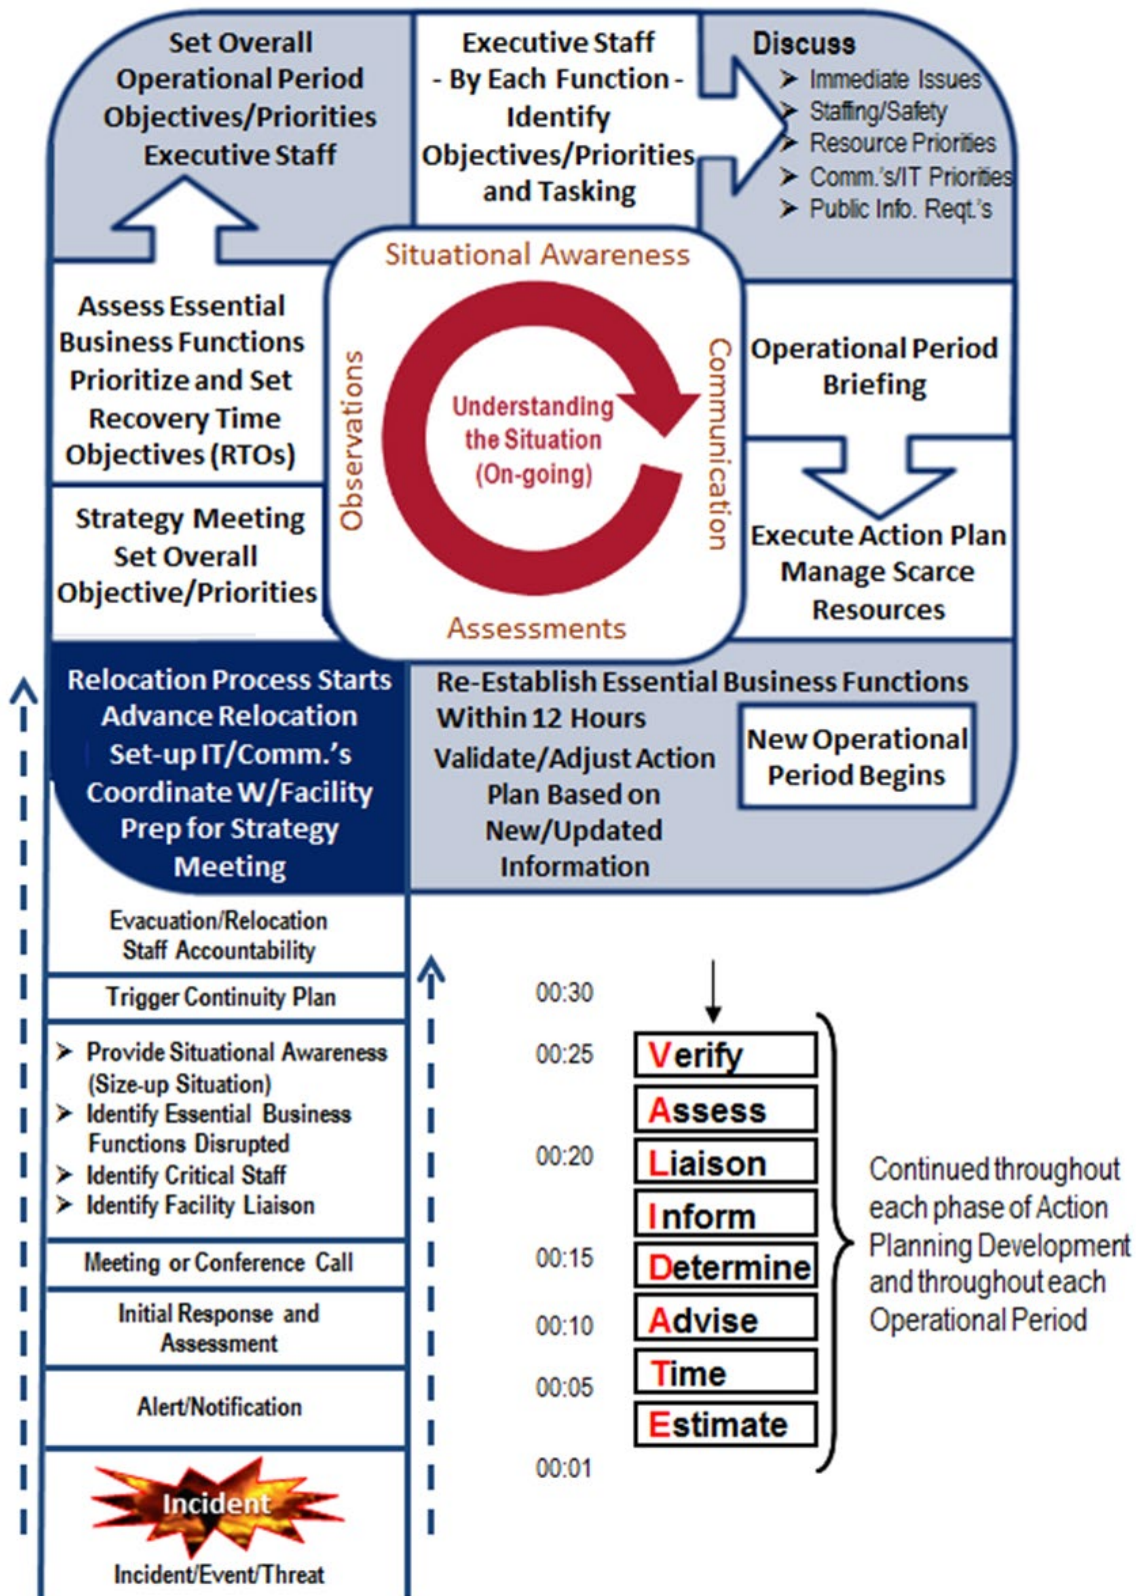 Set Overall
Operational Period
Objectives/Priorities
Executive Staff
Executive Staff
- By Each Function -
Identify
Objectives/Priorities
and Tasking
Discuss
➢ Immediate Issues
➢ Staffing/Safety
➢ Resource Priorities
➢ Comm.'s/IT Priorities
➢ Public Info. Reqt.'s
Assess Essential
Business Functions
Prioritize and Set
Recovery Time
Objectives (RTOs)
Strategy Meeting
Set Overall
Objective/Priorities
Situational Awareness
Observations
Understanding
the Situation
(On-going)
Communication
Assessments
Operational Period
Briefing
Execute Action Plan
Manage Scarce
Resources
Relocation Process Starts
Advance Relocation
Set-up IT/Comm.'s
Coordinate W/Facility
Prep for Strategy
Meeting
Re-Establish Essential Business Functions
Within 12 Hours
Validate/Adjust Action
Plan Based on
New/Updated
Information
New Operational
Period Begins
Evacuation/Relocation
Staff Accountability
Trigger Continuity Plan
➢ Provide Situational Awareness
(Size-up Situation)
➢ Identify Essential Business
Functions Disrupted
➢ Identify Critical Staff
➢ Identify Facility Liaison
Meeting or Conference Call
Initial Response and
Assessment
Alert/Notification
Incident
Incident/Event/Threat
00:30
00:25
00:20
00:15
00:10
00:05
00:01
Verify
Assess
Liaison
Inform
Determine
Advise
Time
Estimate
Continued throughout
each phase of Action
Planning Development
and throughout each
Operational Period